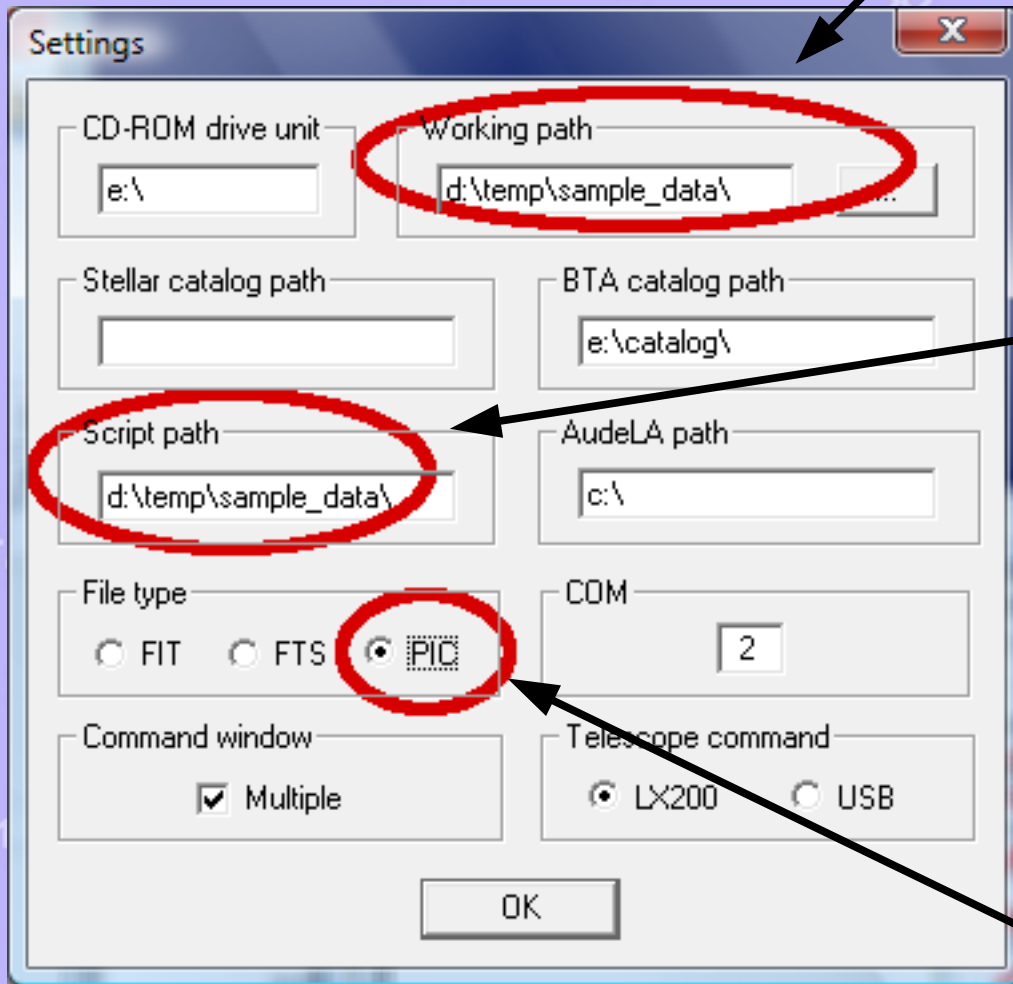 Settings
CD-ROM drive unit
e:\
Working path
d:\temp\sample_data\
...
Stellar catalog path
BTA catalog path
e:\catalog\
Script path
d:\temp\sample_data\
AudeLA path
c:\
File type
FIT FTS PIC
COM
2
Command window
Multiple
Telescope command
LX200 USB
OK